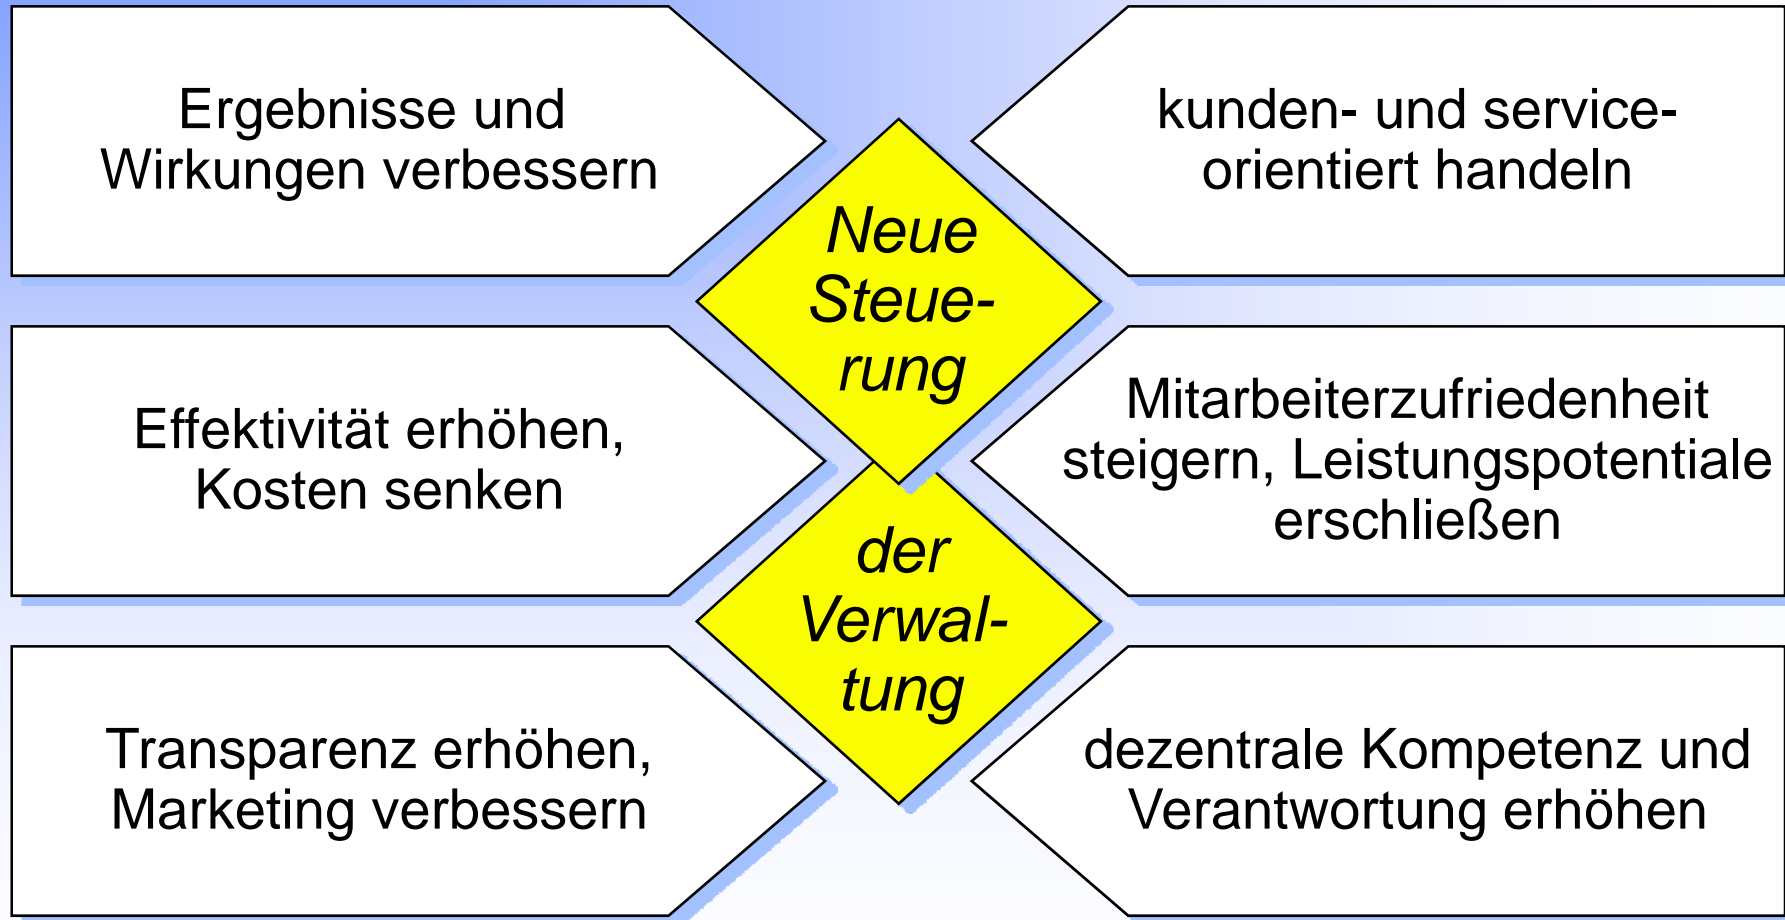 Ergebnisse und
Wirkungen verbessern
kunden- und service-
orientiert handeln
Neue
Steue-
rung
Effektivität erhöhen,
Kosten senken
Mitarbeiterzufriedenheit
steigern, Leistungspotentiale
erschließen
der
Verwal-
tung
Transparenz erhöhen,
Marketing verbessern
dezentrale Kompetenz und
Verantwortung erhöhen